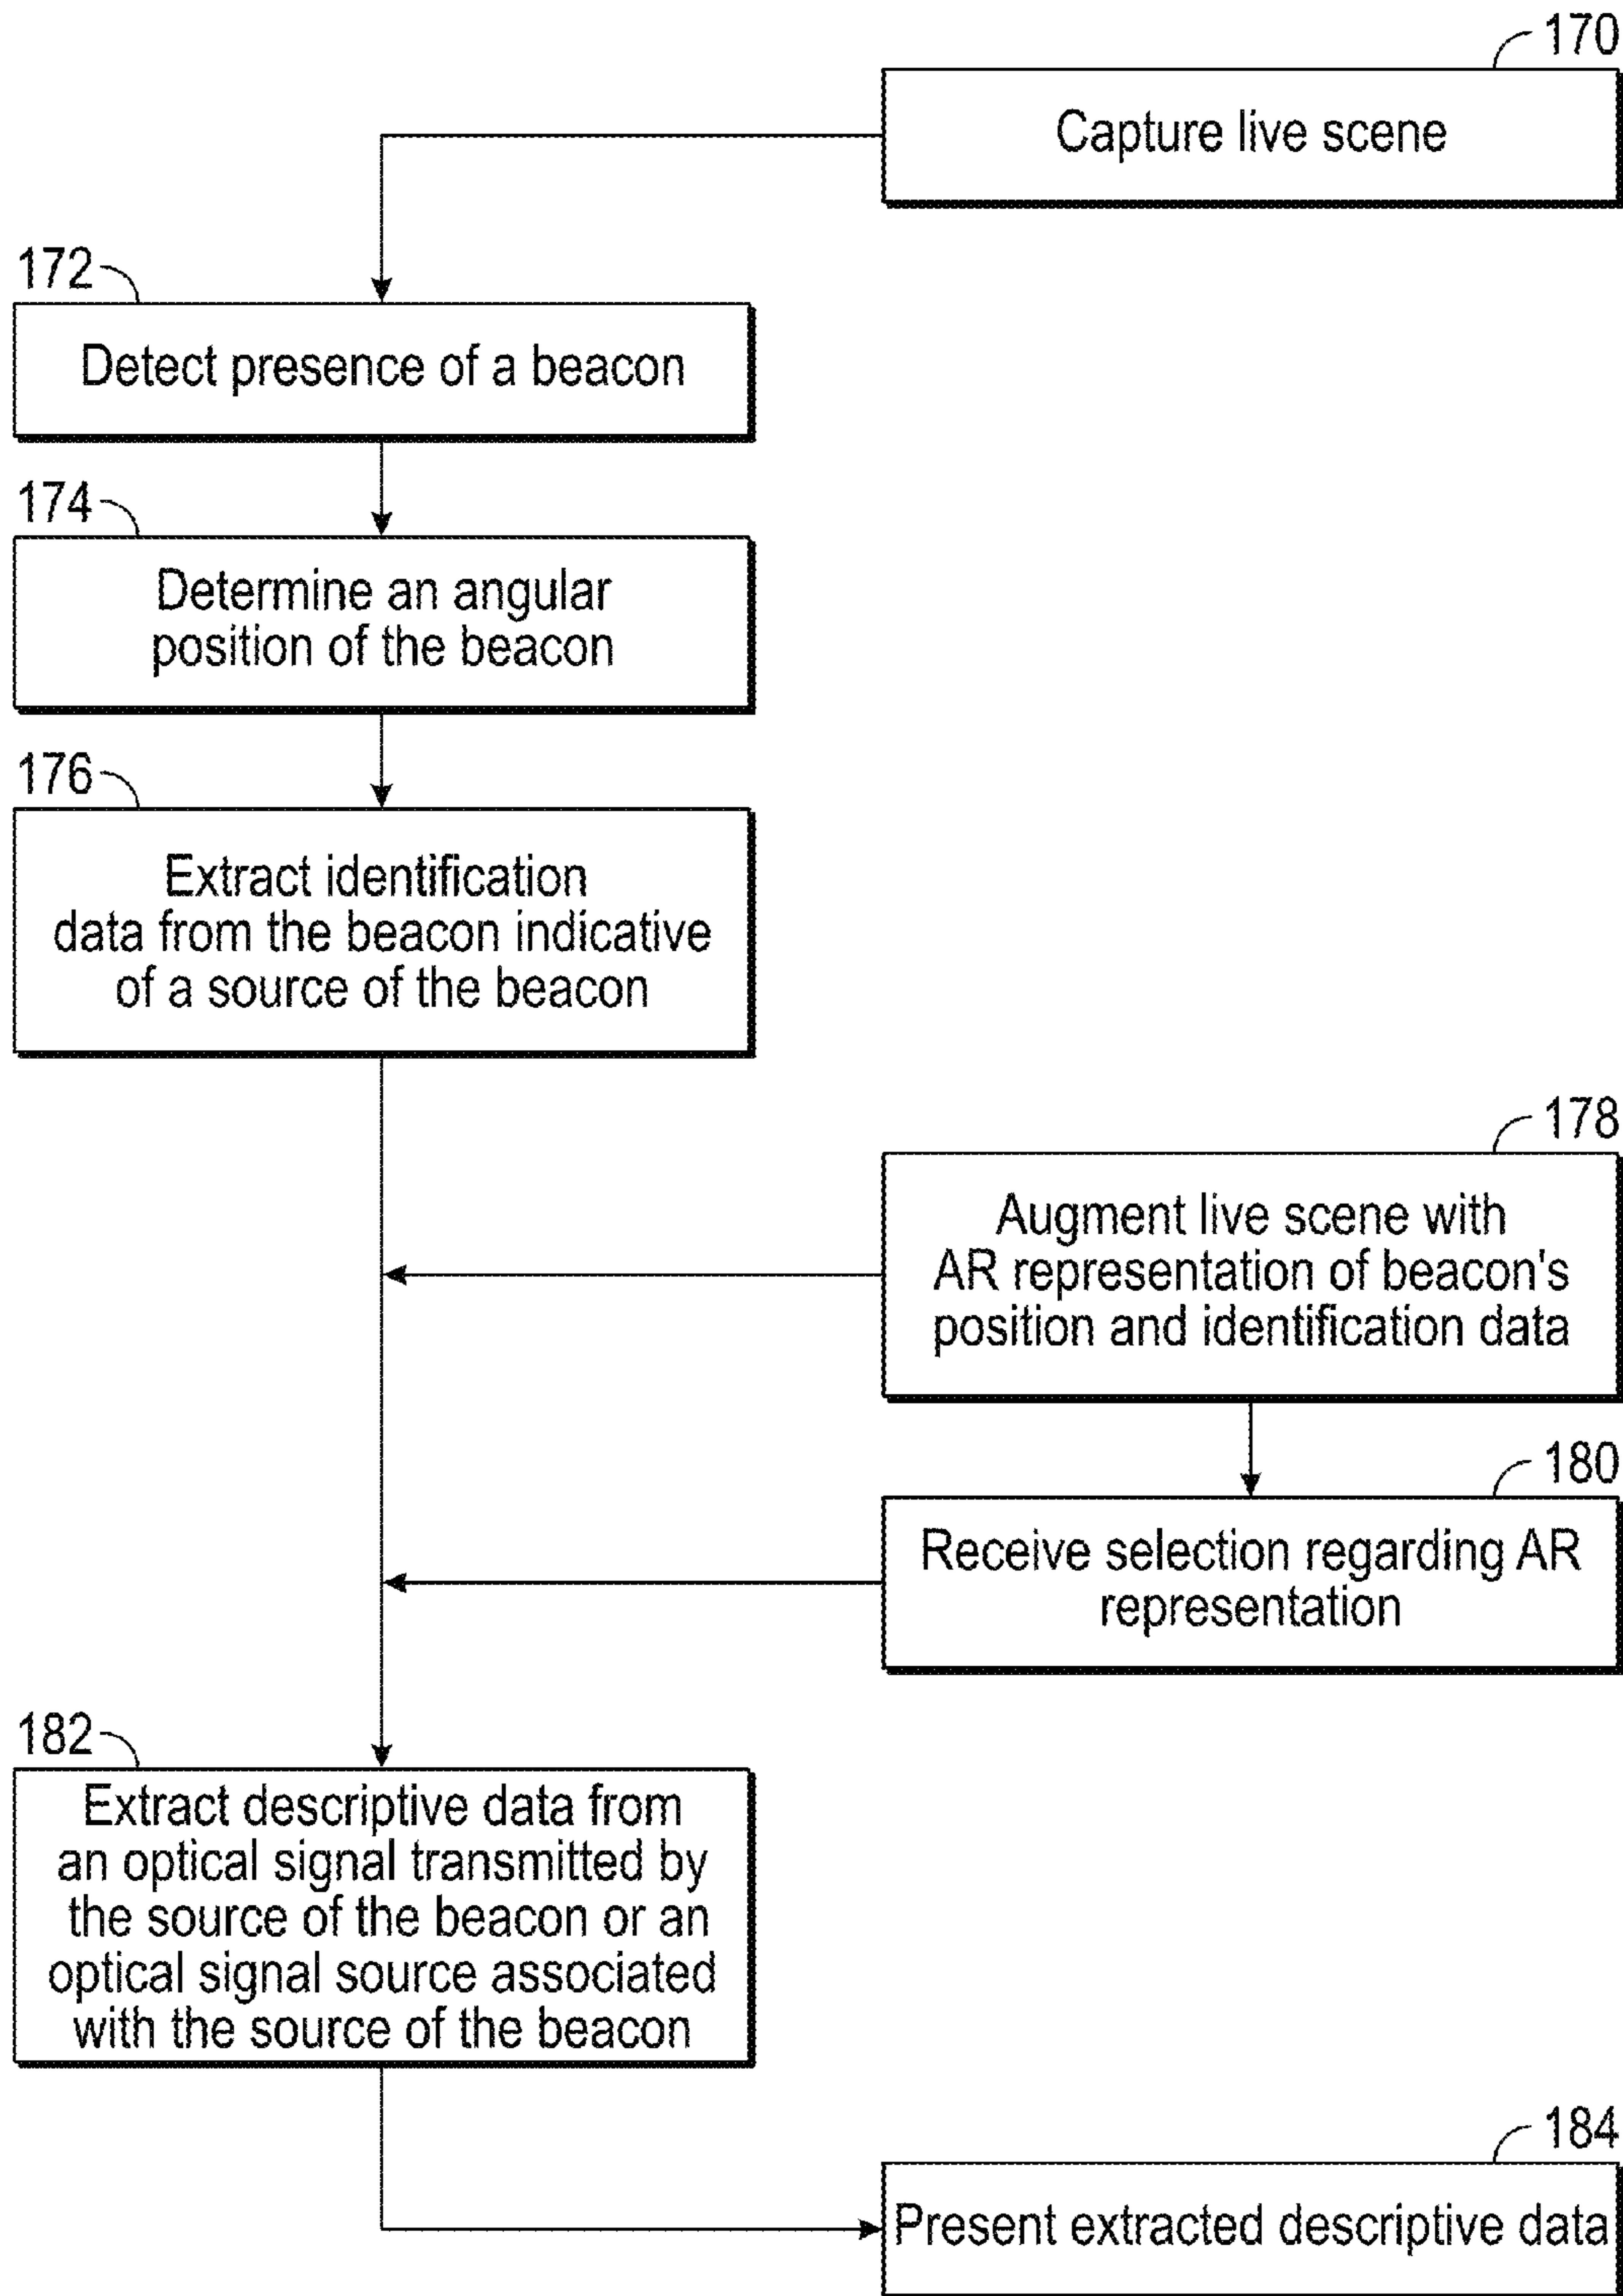 170
Capture live scene
172
Detect presence of a beacon
174
Determine an angular
position of the beacon
176
Extract identification
data from the beacon indicative
of a source of the beacon
178
Augment live scene with
AR representation of beacon's
position and identification data
180
Receive selection regarding AR
representation
182
Extract descriptive data from
an optical signal transmitted by
the source of the beacon or an
optical signal source associated
with the source of the beacon
184
Present extracted descriptive data